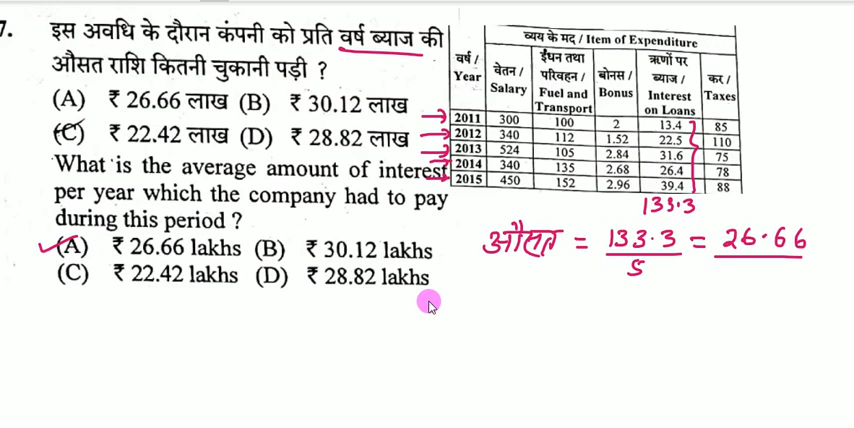 7. इस अवधि के दौरान कंपनी को प्रति वर्ष ब्याज की
औसत राशि कितनी चुकानी पड़ी ?
(A) ₹ 26.66 लाख (B) ₹ 30.12 लाख
(C) ₹ 22.42 लाख (D) ₹ 28.82 लाख
What is the average amount of interest
per year which the company had to pay
during this period ?
(A) ₹ 26.66 lakhs (B) ₹ 30.12 lakhs
(C) ₹ 22.42 lakhs (D) ₹ 28.82 lakhs
व्यय के मद / Item of Expenditure
वर्ष / Year वेतन / Salary ईंधन तथा परिवहन / Fuel and Transport बोनस / Bonus ऋणों पर ब्याज / Interest on Loans कर / Taxes
2011 300 100 2 13.4 85
2012 340 112 1.52 22.5 110
2013 524 105 2.84 31.6 75
2014 340 135 2.68 26.4 78
2015 450 152 2.96 39.4 88
133.3
औसत = 133.3 / 5 = 26.66